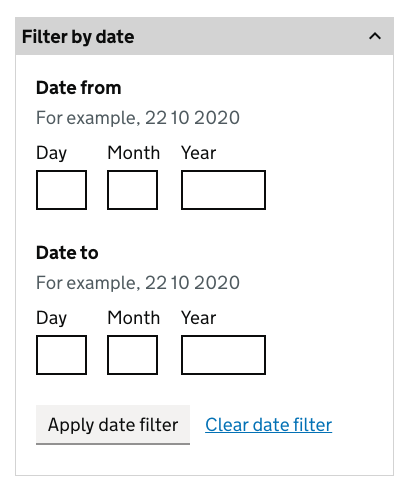 Filter by date
Date from
For example, 22 10 2020
Day Month Year
Date to
For example, 22 10 2020
Day Month Year
Apply date filter Clear date filter